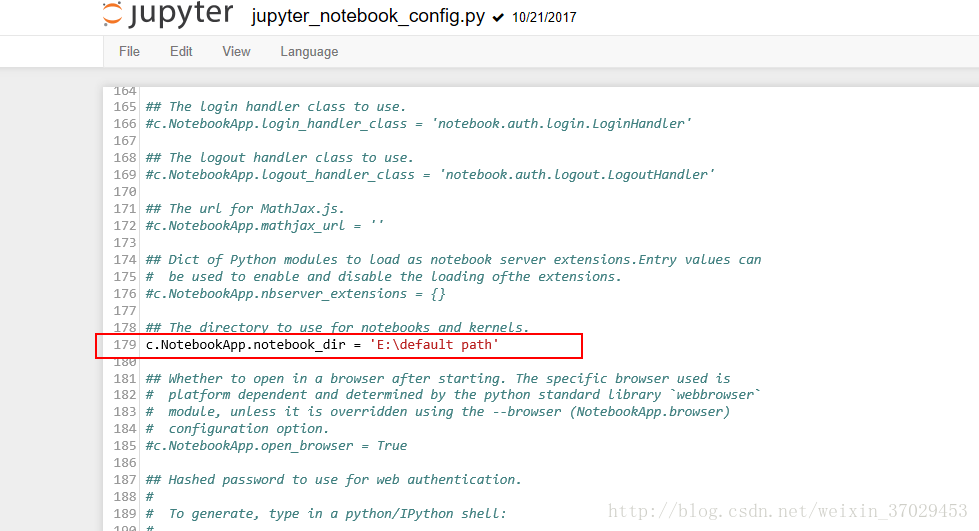 jupyter jupyter_notebook_config.py ✔ 10/21/2017
File Edit View Language
164
165 ## The login handler class to use.
166 #c.NotebookApp.login_handler_class = 'notebook.auth.login.LoginHandler'
167
168 ## The logout handler class to use.
169 #c.NotebookApp.logout_handler_class = 'notebook.auth.logout.LogoutHandler'
170
171 ## The url for MathJax.js.
172 #c.NotebookApp.mathjax_url = ''
173
174 ## Dict of Python modules to load as notebook server extensions.Entry values can
175 #  be used to enable and disable the loading ofthe extensions.
176 #c.NotebookApp.nbserver_extensions = {}
177
178 ## The directory to use for notebooks and kernels.
179 c.NotebookApp.notebook_dir = 'E:\default path'
180
181 ## Whether to open in a browser after starting. The specific browser used is
182 #  platform dependent and determined by the python standard library `webbrowser`
183 #  module, unless it is overridden using the --browser (NotebookApp.browser)
184 #  configuration option.
185 #c.NotebookApp.open_browser = True
186
187 ## Hashed password to use for web authentication.
188 #
189 #  To generate, type in a python/IPython shell:
190 #
http://blog.csdn.net/weixin_37029453